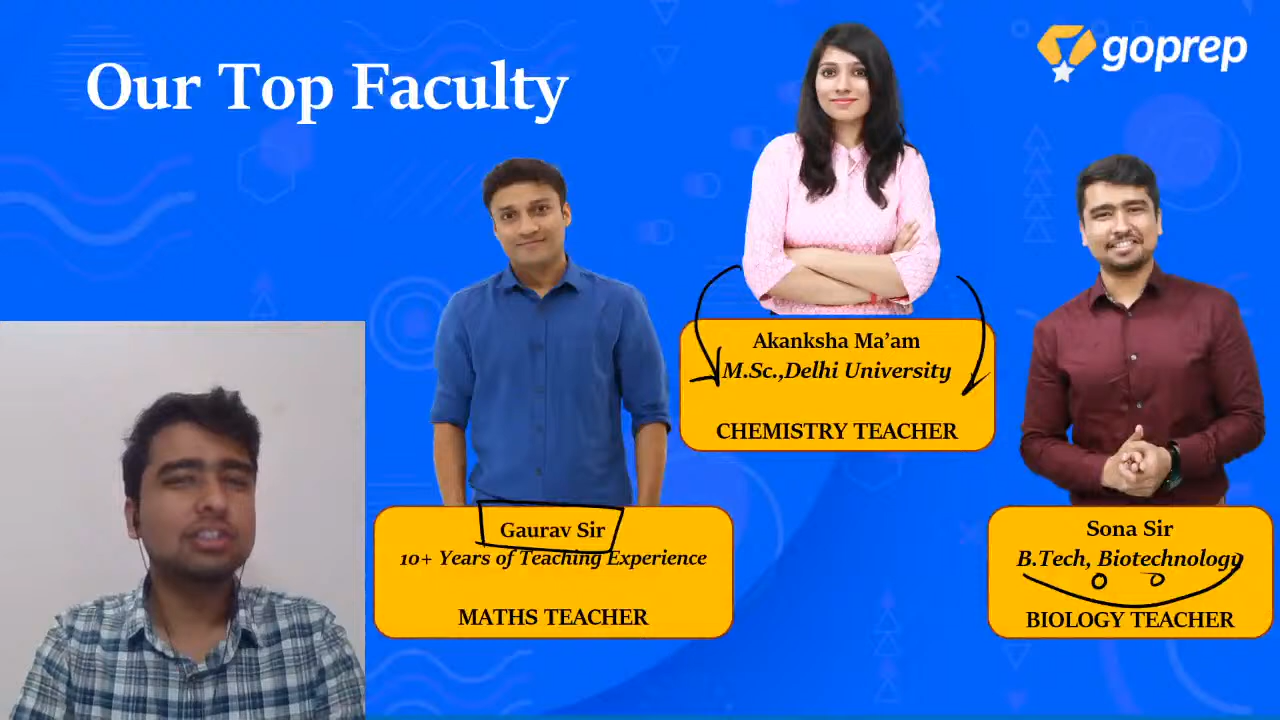 Our Top Faculty
goprep
Akanksha Ma’am
M.Sc.,Delhi University
CHEMISTRY TEACHER
Gaurav Sir
10+ Years of Teaching Experience
MATHS TEACHER
Sona Sir
B.Tech, Biotechnology
BIOLOGY TEACHER